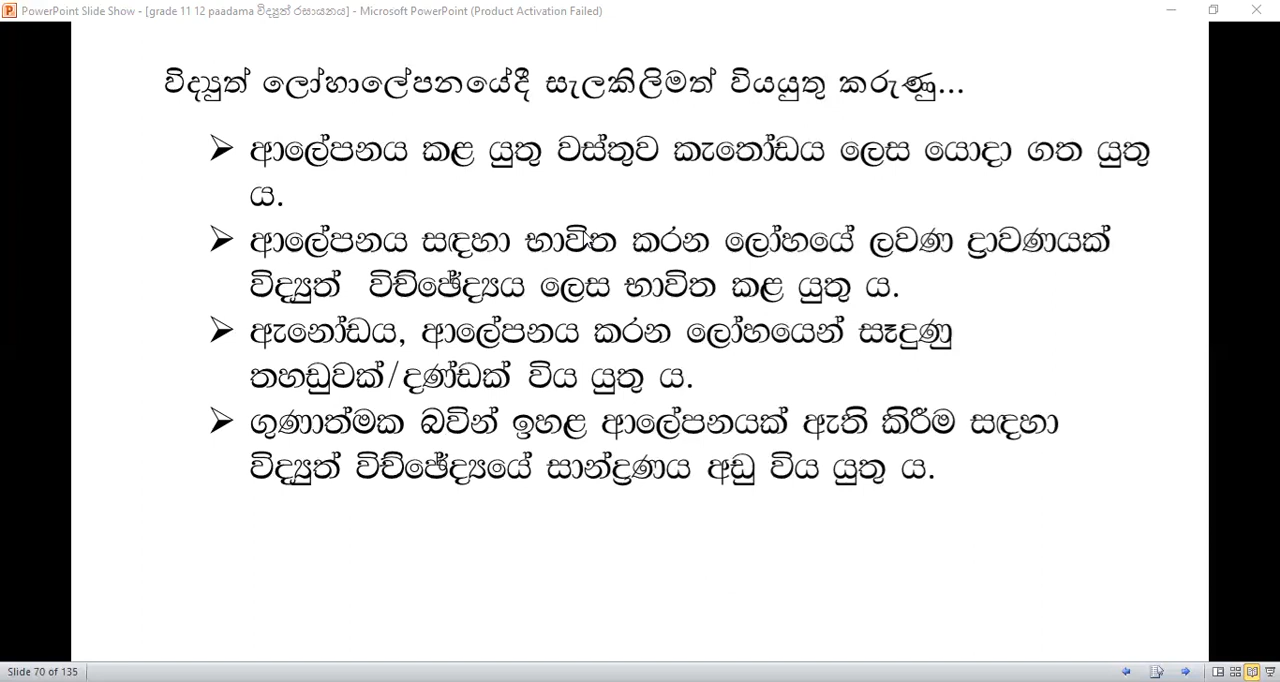 PowerPoint Slide Show - [grade 11 12 paadama විද්‍යුත් රසායනය] - Microsoft PowerPoint (Product Activation Failed)
විද්‍යුත් ලෝහාලේපනයේදී සැලකිලිමත් වියයුතු කරුණු...
➢ ආලේපනය කළ යුතු වස්තුව කැතෝඩය ලෙස යොදා ගත යුතු
ය.
➢ ආලේපනය සඳහා භාවිත කරන ලෝහයේ ලවණ ද්‍රාවණයක්
විද්‍යුත් විච්ඡේද්‍යය ලෙස භාවිත කළ යුතු ය.
➢ ඇනෝඩය, ආලේපනය කරන ලෝහයෙන් සෑදුණු
තහඩුවක්/දණ්ඩක් විය යුතු ය.
➢ ගුණාත්මක බවින් ඉහළ ආලේපනයක් ඇති කිරීම සඳහා
විද්‍යුත් විච්ඡේද්‍යයේ සාන්ද්‍රණය අඩු විය යුතු ය.
Slide 70 of 135